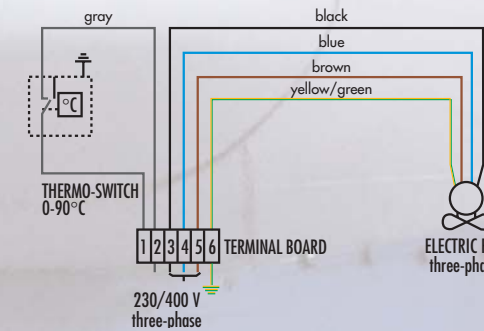 gray
black
blue
brown
yellow/green
°C
THERMO-SWITCH
0-90°C
1 2 3 4 5 6
TERMINAL BOARD
ELECTRIC
three-pha
230/400 V
three-phase